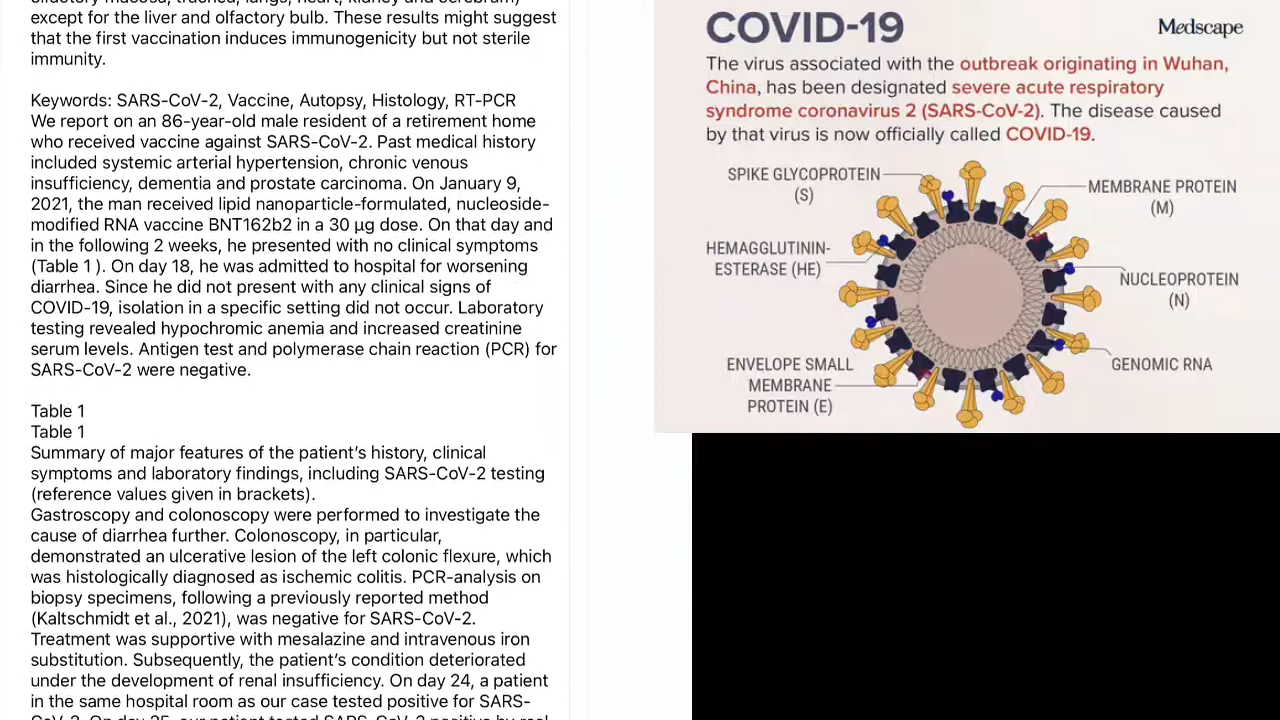 except for the liver and olfactory bulb. These results might suggest
that the first vaccination induces immunogenicity but not sterile
immunity.
Keywords: SARS-CoV-2, Vaccine, Autopsy, Histology, RT-PCR
We report on an 86-year-old male resident of a retirement home
who received vaccine against SARS-CoV-2. Past medical history
included systemic arterial hypertension, chronic venous
insufficiency, dementia and prostate carcinoma. On January 9,
2021, the man received lipid nanoparticle-formulated, nucleoside-
modified RNA vaccine BNT162b2 in a 30 μg dose. On that day and
in the following 2 weeks, he presented with no clinical symptoms
(Table 1 ). On day 18, he was admitted to hospital for worsening
diarrhea. Since he did not present with any clinical signs of
COVID-19, isolation in a specific setting did not occur. Laboratory
testing revealed hypochromic anemia and increased creatinine
serum levels. Antigen test and polymerase chain reaction (PCR) for
SARS-CoV-2 were negative.
Table 1
Table 1
Summary of major features of the patient's history, clinical
symptoms and laboratory findings, including SARS-CoV-2 testing
(reference values given in brackets).
Gastroscopy and colonoscopy were performed to investigate the
cause of diarrhea further. Colonoscopy, in particular,
demonstrated an ulcerative lesion of the left colonic flexure, which
was histologically diagnosed as ischemic colitis. PCR-analysis on
biopsy specimens, following a previously reported method
(Kaltschmidt et al., 2021), was negative for SARS-CoV-2.
Treatment was supportive with mesalazine and intravenous iron
substitution. Subsequently, the patient's condition deteriorated
under the development of renal insufficiency. On day 24, a patient
in the same hospital room as our case tested positive for SARS-
COVID-19
Medscape
The virus associated with the outbreak originating in Wuhan,
China, has been designated severe acute respiratory
syndrome coronavirus 2 (SARS-CoV-2). The disease caused
by that virus is now officially called COVID-19.
SPIKE GLYCOPROTEIN
(S)
MEMBRANE PROTEIN
(M)
HEMAGGLUTININ-
ESTERASE (HE)
NUCLEOPROTEIN
(N)
ENVELOPE SMALL
MEMBRANE
PROTEIN (E)
GENOMIC RNA